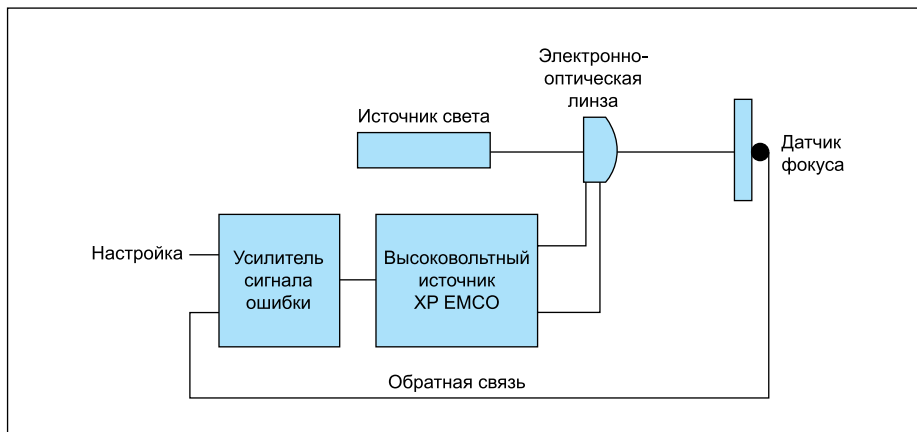 Электронно-
оптическая
линза
Источник света
Датчик
фокуса
Настройка
Усилитель
сигнала
ошибки
Высоковольтный
источник
XP EMCO
Обратная связь